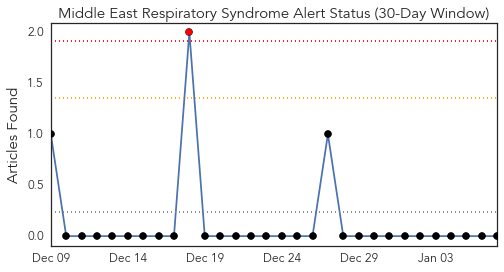 Middle East Respiratory Syndrome Alert Status (30-Day Window)
Articles Found
2.0
1.5
1.0
0.5
0.0
Dec 09 Dec 14 Dec 19 Dec 24 Dec 29 Jan 03